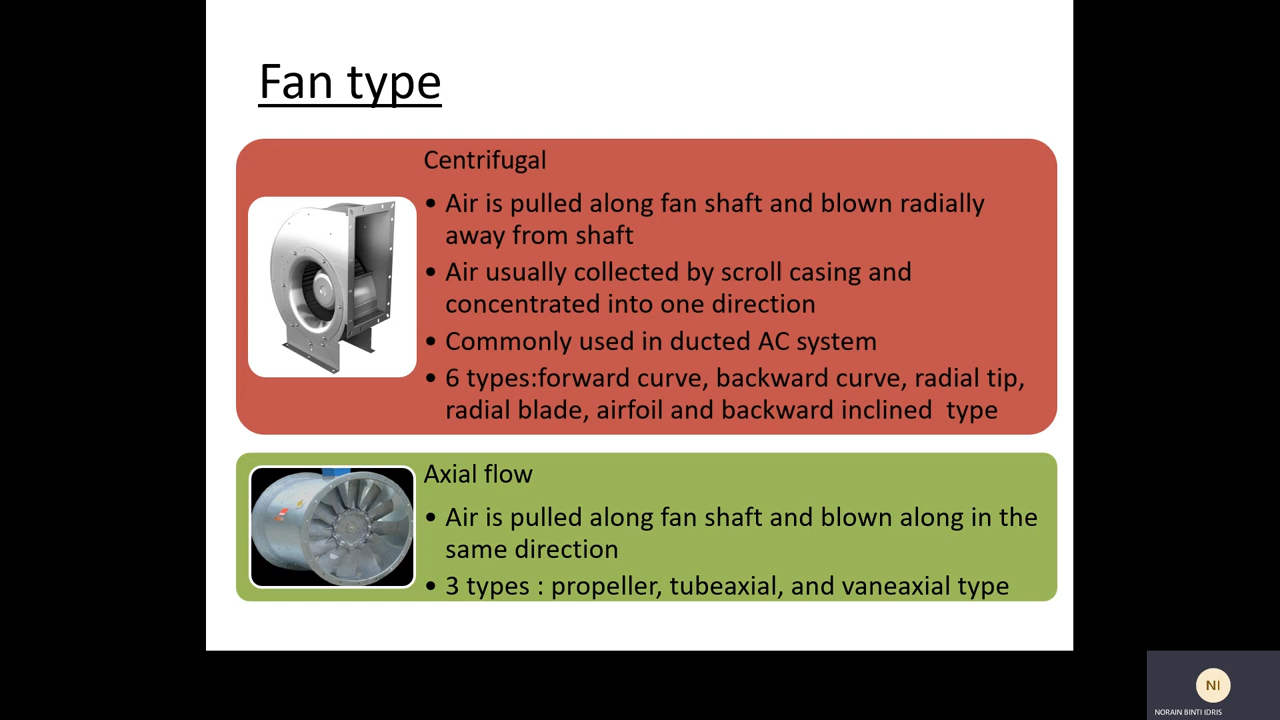 Fan type
Centrifugal
• Air is pulled along fan shaft and blown radially
away from shaft
• Air usually collected by scroll casing and
concentrated into one direction
• Commonly used in ducted AC system
• 6 types:forward curve, backward curve, radial tip,
radial blade, airfoil and backward inclined  type
Axial flow
• Air is pulled along fan shaft and blown along in the
same direction
• 3 types : propeller, tubeaxial, and vaneaxial type
NI
NORAIN BINTI IDRIS